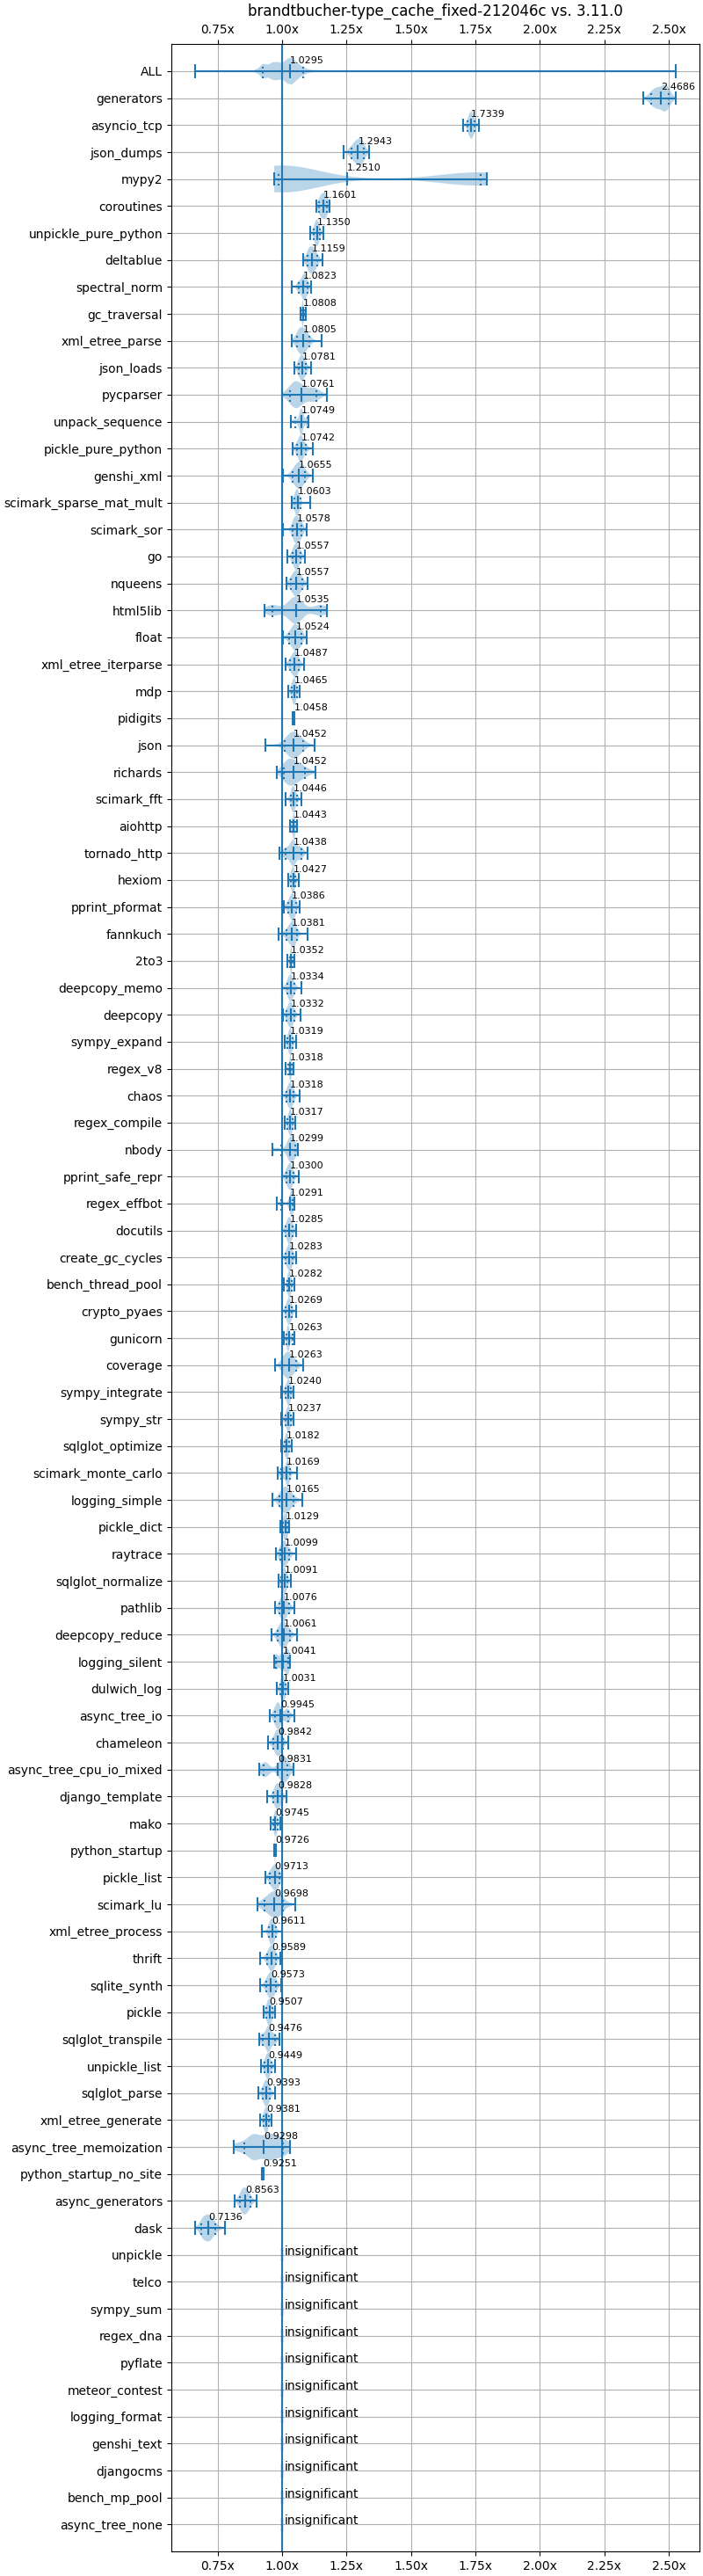 brandtbucher-type_cache_fixed-212046c vs. 3.11.0
0.75x 1.00x 1.25x 1.50x 1.75x 2.00x 2.25x 2.50x
ALL 1.0295
generators 2.4686
asyncio_tcp 1.7339
json_dumps 1.2943
mypy2 1.2510
coroutines 1.1601
unpickle_pure_python 1.1350
deltablue 1.1159
spectral_norm 1.0823
gc_traversal 1.0808
xml_etree_parse 1.0805
json_loads 1.0781
pycparser 1.0761
unpack_sequence 1.0749
pickle_pure_python 1.0742
genshi_xml 1.0655
scimark_sparse_mat_mult 1.0603
scimark_sor 1.0578
go 1.0557
nqueens 1.0557
html5lib 1.0535
float 1.0524
xml_etree_iterparse 1.0487
mdp 1.0465
pidigits 1.0458
json 1.0452
richards 1.0452
scimark_fft 1.0446
aiohttp 1.0443
tornado_http 1.0438
hexiom 1.0427
pprint_pformat 1.0386
fannkuch 1.0381
2to3 1.0352
deepcopy_memo 1.0334
deepcopy 1.0332
sympy_expand 1.0319
regex_v8 1.0318
chaos 1.0318
regex_compile 1.0317
nbody 1.0299
pprint_safe_repr 1.0300
regex_effbot 1.0291
docutils 1.0285
create_gc_cycles 1.0283
bench_thread_pool 1.0282
crypto_pyaes 1.0269
gunicorn 1.0263
coverage 1.0263
sympy_integrate 1.0240
sympy_str 1.0237
sqlglot_optimize 1.0182
scimark_monte_carlo 1.0169
logging_simple 1.0165
pickle_dict 1.0129
raytrace 1.0099
sqlglot_normalize 1.0091
pathlib 1.0076
deepcopy_reduce 1.0061
logging_silent 1.0041
dulwich_log 1.0031
async_tree_io 0.9945
chameleon 0.9842
async_tree_cpu_io_mixed 0.9831
django_template 0.9828
mako 0.9745
python_startup 0.9726
pickle_list 0.9713
scimark_lu 0.9698
xml_etree_process 0.9611
thrift 0.9589
sqlite_synth 0.9573
pickle 0.9507
sqlglot_transpile 0.9476
unpickle_list 0.9449
sqlglot_parse 0.9393
xml_etree_generate 0.9381
async_tree_memoization 0.9298
python_startup_no_site 0.9251
async_generators 0.8563
dask 0.7136
unpickle insignificant
telco insignificant
sympy_sum insignificant
regex_dna insignificant
pyflate insignificant
meteor_contest insignificant
logging_format insignificant
genshi_text insignificant
djangocms insignificant
bench_mp_pool insignificant
async_tree_none insignificant
0.75x 1.00x 1.25x 1.50x 1.75x 2.00x 2.25x 2.50x